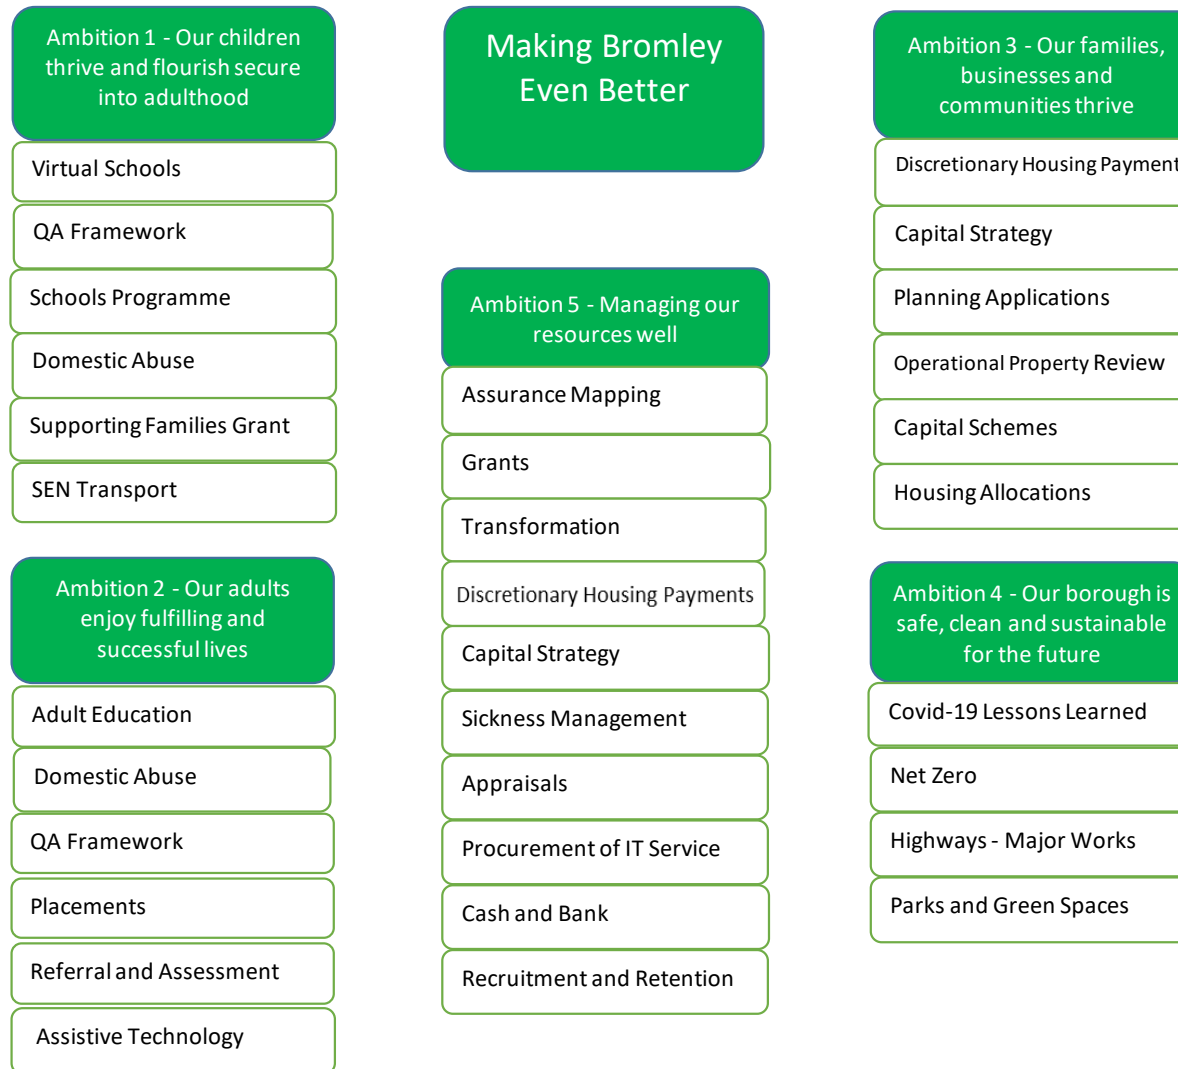 Ambition 1 - Our children
thrive and flourish secure
into adulthood
Virtual Schools
QA Framework
Schools Programme
Domestic Abuse
Supporting Families Grant
SEN Transport
Ambition 2 - Our adults
enjoy fulfilling and
successful lives
Adult Education
Domestic Abuse
QA Framework
Placements
Referral and Assessment
Assistive Technology
Making Bromley
Even Better
Ambition 5 - Managing our
resources well
Assurance Mapping
Grants
Transformation
Discretionary Housing Payments
Capital Strategy
Sickness Management
Appraisals
Procurement of IT Service
Cash and Bank
Recruitment and Retention
Ambition 3 - Our families,
businesses and
communities thrive
Discretionary Housing Payment
Capital Strategy
Planning Applications
Operational Property Review
Capital Schemes
Housing Allocations
Ambition 4 - Our borough is
safe, clean and sustainable
for the future
Covid-19 Lessons Learned
Net Zero
Highways - Major Works
Parks and Green Spaces